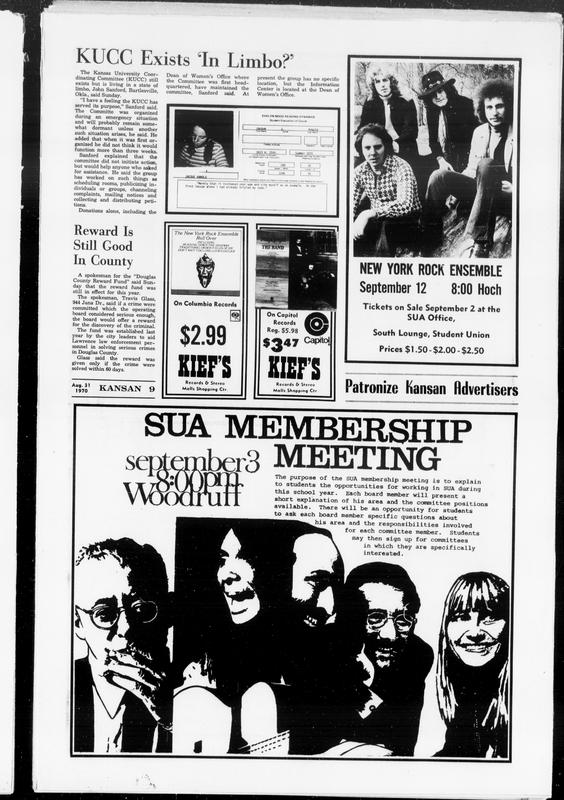 KUCC Exists 'In Limbo?'
The Kansas University Coor-
dinating Committee (KUCC) still
exists but is living in a state of
limbo, John Sanford, Bartlesville,
Okla., said Sunday.
"I have a feeling the KUCC has
served its purpose," Sanford said.
The Committee was organized
during an emergency situation
and will probably remain some-
what dormant unless another
such situation arises, he said. He
added that when it was first or-
ganized he did not think it would
function more than three weeks.
Sanford explained that the
committee did not initiate action,
but would help anyone who asked
for assistance. He said the group
has worked on such things as
scheduling rooms, publicizing in-
dividuals or groups, channeling
complaints, mailing notices and
collecting and distributing peti-
tions.
Donations alone, including the
Dean of Women's Office where
the Committee was first head-
quartered, have maintained the
committee, Sanford said. At
present the group has no specific
location, but the Information
Center is located at the Dean of
Women's Office.
Reward Is
Still Good
In County
A spokesman for the "Douglas
County Reward Fund" said Sun-
day that the reward fund was
still in effect for this year.
The spokesman, Travis Glass,
944 Jana Dr., said if a crime were
committed which the operating
board considered serious enough,
the board would offer a reward
for the discovery of the criminal.
The fund was established last
year by the city leaders to aid
Lawrence law enforcement per-
sonnel in solving serious crimes
in Douglas County.
Glass said the reward was
given only if the crime were
solved within 60 days.
Aug. 31
1970 KANSAN 9
The New York Rock Ensemble
Roll Over
On Columbia Records
$2.99
KIEF'S
Records & Stereo
Malls Shopping Ctr.
THE BAND
On Capitol
Records
Reg. $5.98
$3.47
Capitol
KIEF'S
Records & Stereo
Malls Shopping Ctr.
NEW YORK ROCK ENSEMBLE
September 12 8:00 Hoch
Tickets on Sale September 2 at the
SUA Office,
South Lounge, Student Union
Prices $1.50-$2.00-$2.50
Patronize Kansan Advertisers
SUA MEMBERSHIP
MEETING
september 3
8:00pm
Woodruff
The purpose of the SUA membership meeting is to explain
to students the opportunities for working in SUA during
this school year. Each board member will present a
short explanation of his area and the committee positions
available. There will be an opportunity for students
to ask each board member specific questions about
his area and the responsibilities involved
for each committee member. Students
may then sign up for committees
in which they are specifically
interested.